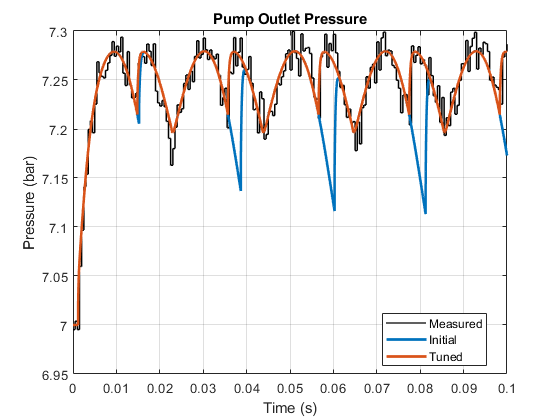 Pump Outlet Pressure
7.3
7.25
7.2
7.15
7.1
7.05
7
6.95
Pressure (bar)
Measured
Initial
Tuned
0 0.01 0.02 0.03 0.04 0.05 0.06 0.07 0.08 0.09 0.1
Time (s)